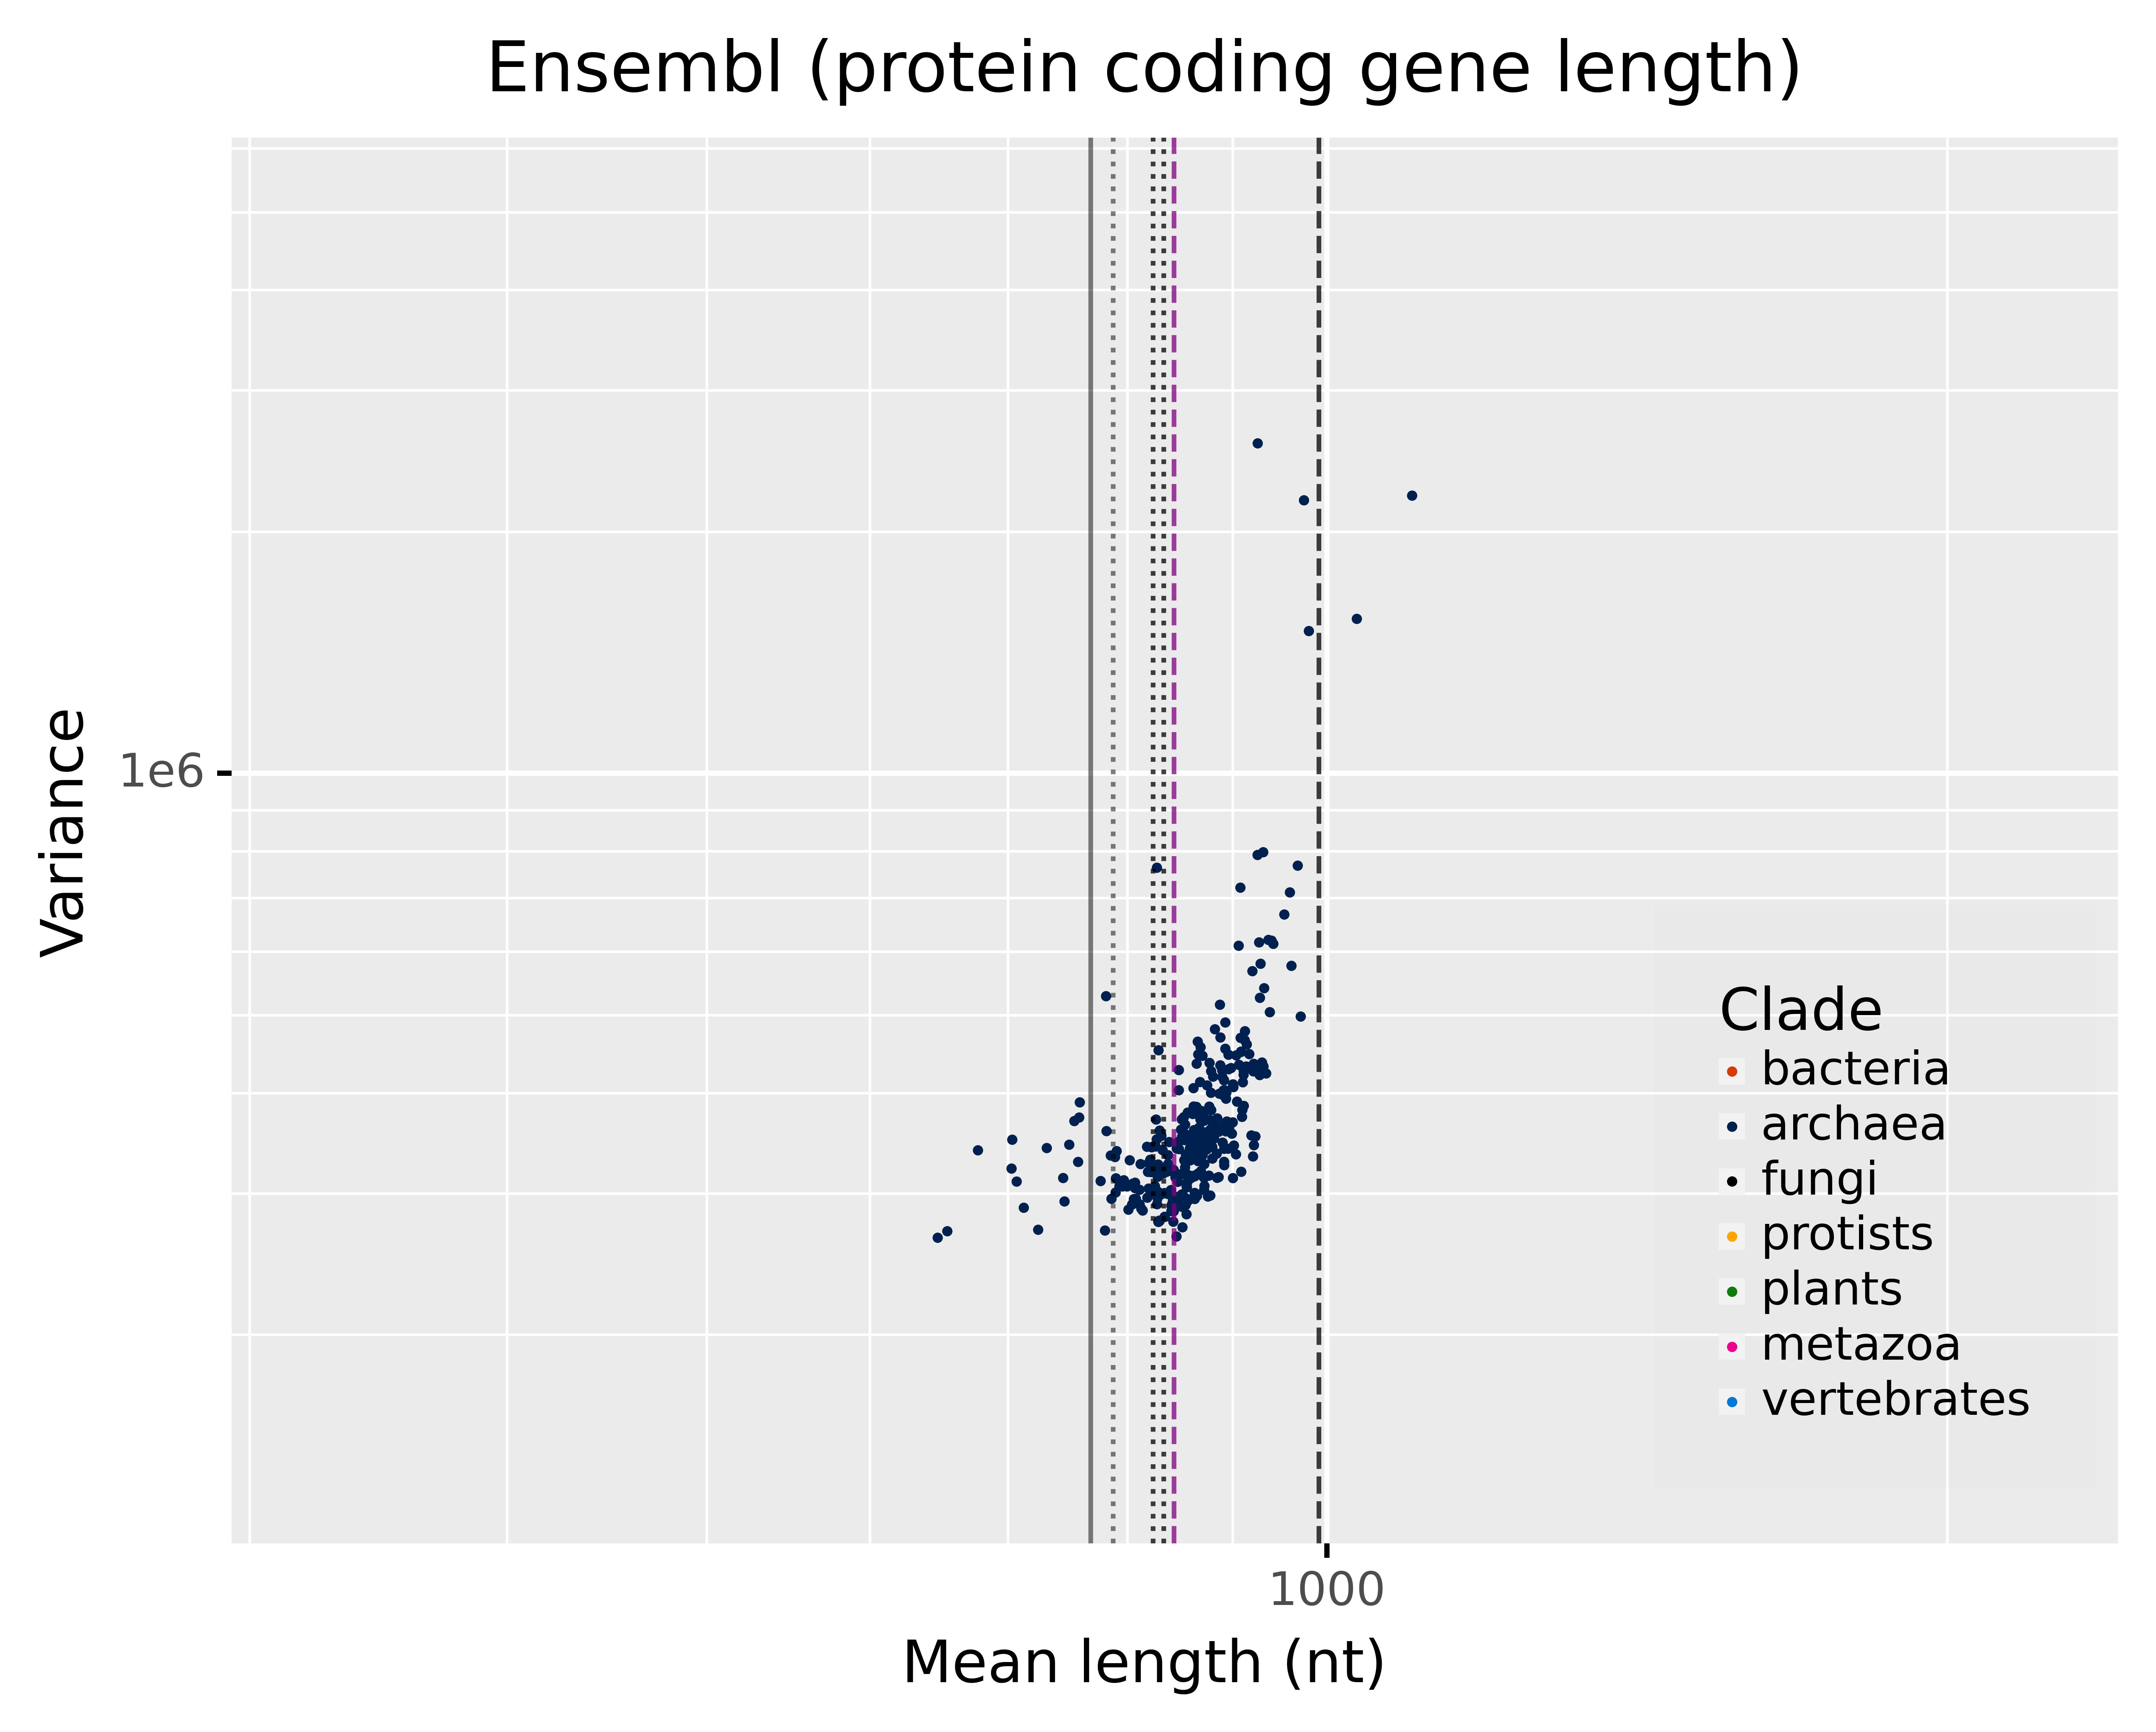 Ensembl (protein coding gene length)
Variance
1e6
Clade
bacteria
archaea
fungi
protists
plants
metazoa
vertebrates
1000
Mean length (nt)